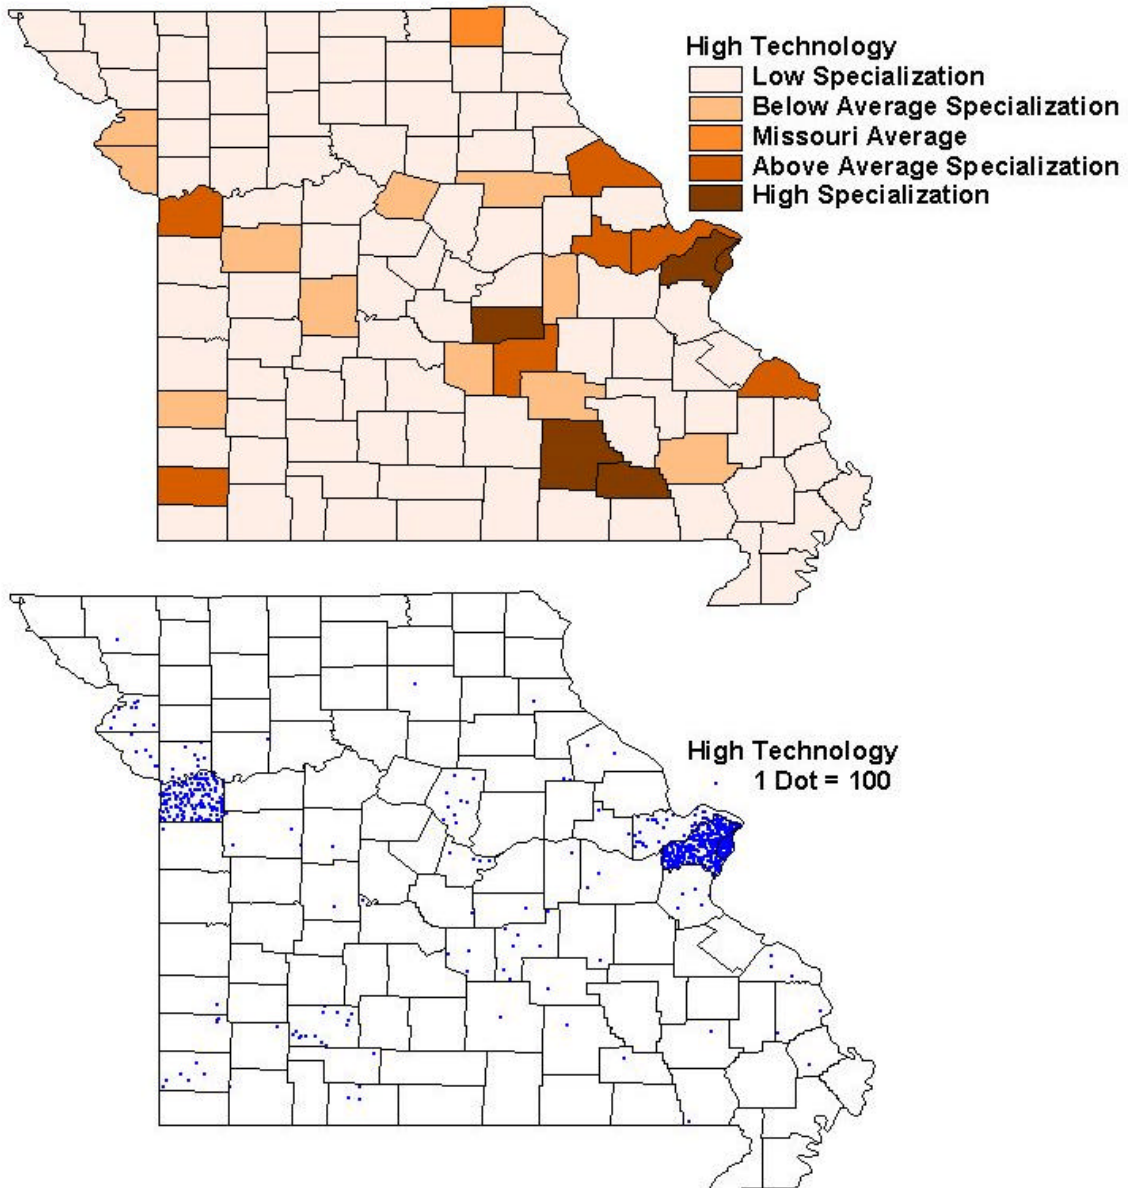 High Technology
Low Specialization
Below Average Specialization
Missouri Average
Above Average Specialization
High Specialization
High Technology
1 Dot = 100